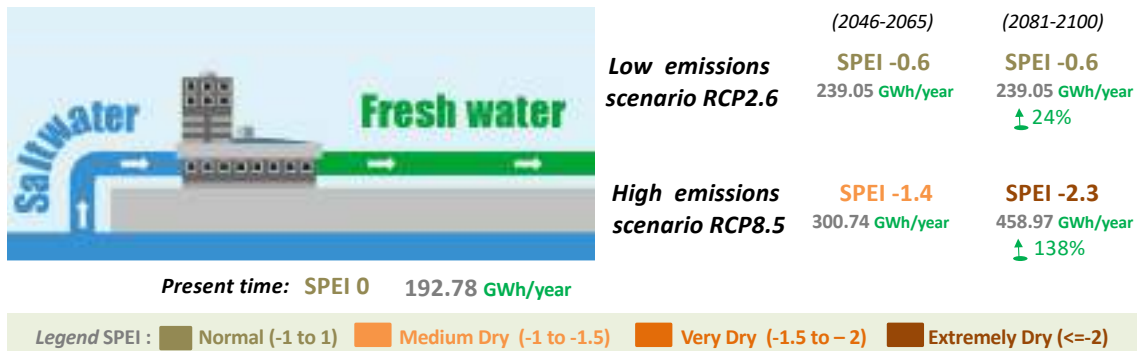 (2046-2065) (2081-2100)
Low emissions scenario RCP2.6
SPEI -0.6 SPEI -0.6
239.05 GWh/year 239.05 GWh/year
24%
Saltwater
Fresh water
High emissions scenario RCP8.5
SPEI -1.4 SPEI -2.3
300.74 GWh/year 458.97 GWh/year
138%
Present time: SPEI 0 192.78 GWh/year
Legend SPEI : Normal (-1 to 1) Medium Dry (-1 to -1.5) Very Dry (-1.5 to – 2) Extremely Dry (<=-2)